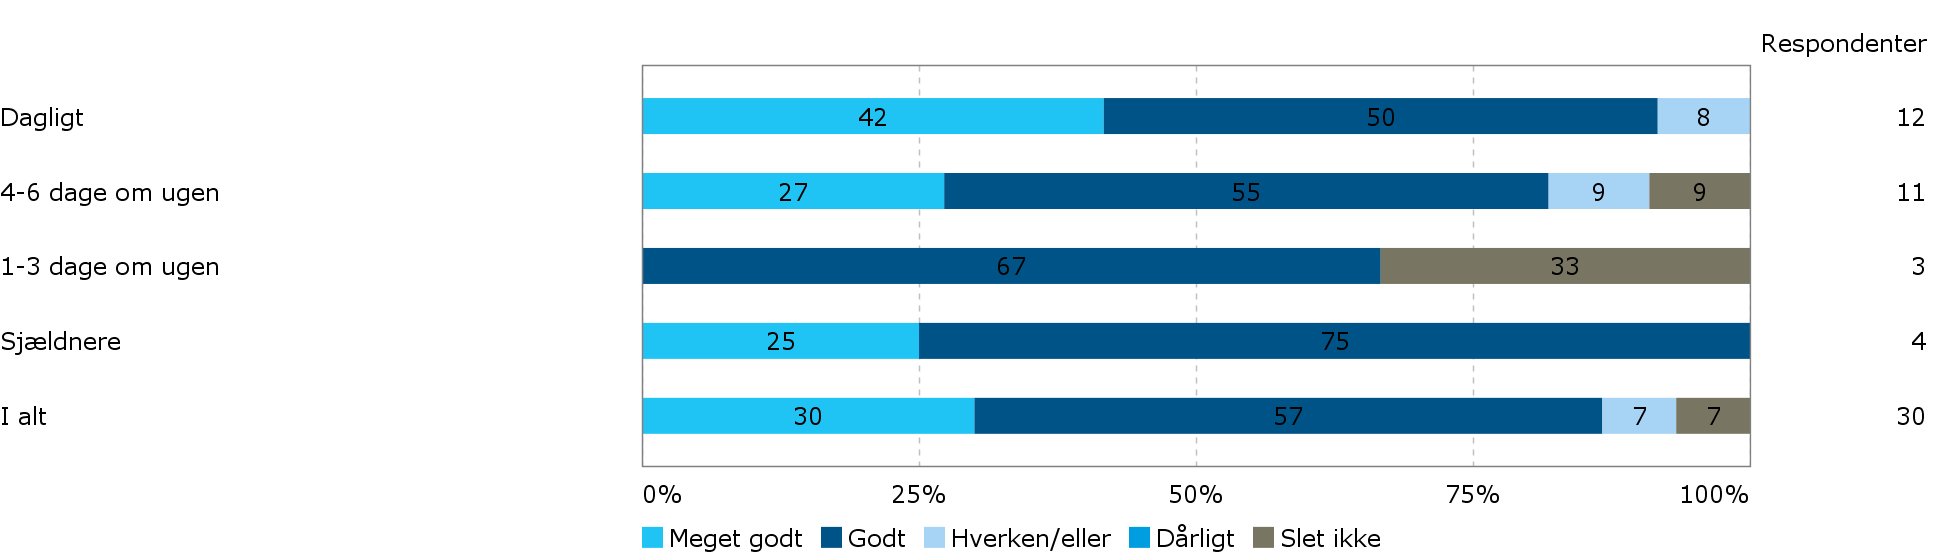 Respondenter
Dagligt 42 50 8 12
4-6 dage om ugen 27 55 9 9 11
1-3 dage om ugen 67 33 3
Sjældnere 25 75 4
I alt 30 57 7 7 30
0% 25% 50% 75% 100%
Meget godt Godt Hverken/eller Dårligt Slet ikke